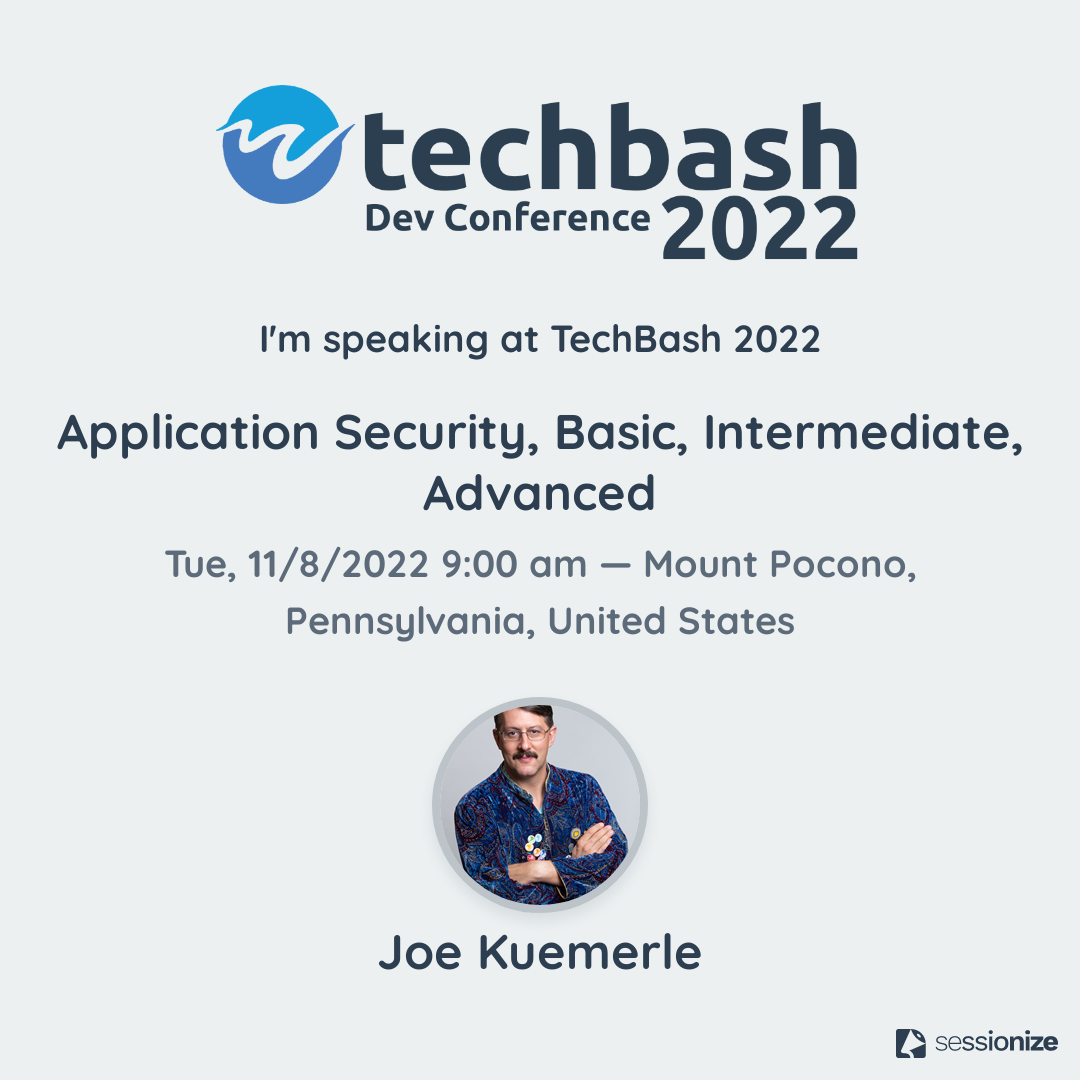 techbash
Dev Conference 2022
I'm speaking at TechBash 2022
Application Security, Basic, Intermediate,
Advanced
Tue, 11/8/2022 9:00 am — Mount Pocono,
Pennsylvania, United States
Joe Kuemerle
sessionize